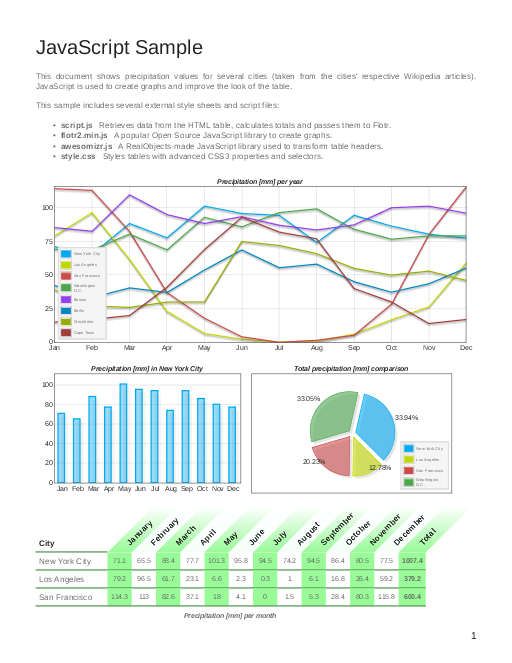 JavaScript Sample
This document shows precipitation values for several cities (taken from the cities' respective Wikipedia articles).
JavaScript is used to create graphs and improve the look of the table.
This sample includes several external style sheets and script files:
• script.js Retrieves data from the HTML table, calculates totals and passes them to Flotr.
• flotr2.min.js A popular Open Source JavaScript library to create graphs.
• awesomizr.js A RealObjects-made JavaScript library used to transform table headers.
• style.css Styles tables with advanced CSS3 properties and selectors.
Precipitation [mm] per year
100
75
50
25
0
New York City
Los Angeles
San Francisco
Washington
D.C.
Boston
Berlin
Stockholm
Cape Town
Jan Feb Mar Apr May Jun Jul Aug Sep Oct Nov Dec
Precipitation [mm] in New York City
100
80
60
40
20
0
Jan Feb Mar Apr May Jun Jul Aug Sep Oct Nov Dec
Total precipitation [mm] comparison
33.05%
33.94%
20.23%
12.78%
New York City
Los Angeles
San Francisco
Washington
D.C.
City January February March April May June July August September October November December Total
New York City 71.1 65.5 88.4 77.7 101.3 95.8 94.5 74.2 94.5 86.4 80.5 77.5 1007.4
Los Angeles 79.2 96.5 61.7 23.1 6.6 2.3 0.3 1 6.1 16.8 26.4 59.2 379.2
San Francisco 114.3 113 82.6 37.1 18 4.1 0 1.5 5.3 28.4 80.3 115.8 600.4
Precipitation [mm] per month
1